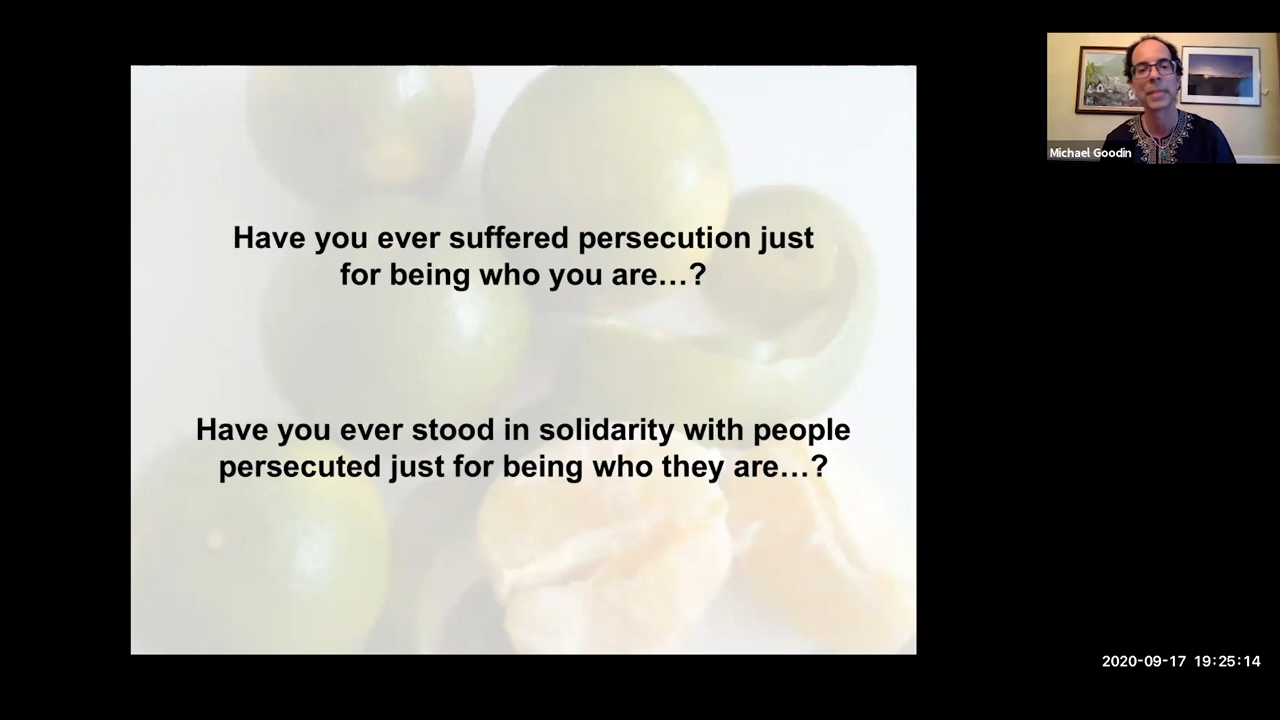 Have you ever suffered persecution just
for being who you are…?
Have you ever stood in solidarity with people
persecuted just for being who they are…?
Michael Goodin
2020-09-17 19:25:14